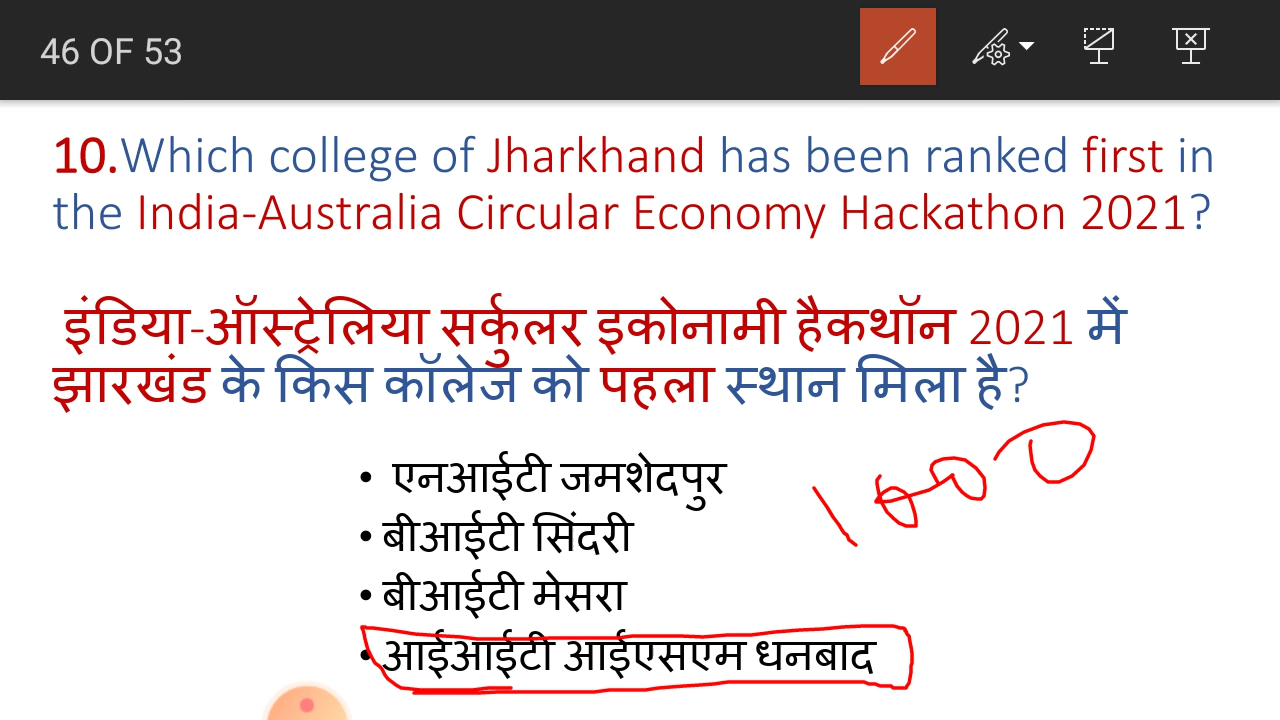 46 OF 53
10.Which college of Jharkhand has been ranked first in
the India-Australia Circular Economy Hackathon 2021?
इंडिया-ऑस्ट्रेलिया सर्कुलर इकोनामी हैकथॉन 2021 में
झारखंड के किस कॉलेज को पहला स्थान मिला है?
• एनआईटी जमशेदपुर
1000
• बीआईटी सिंदरी
• बीआईटी मेसरा
• आईआईटी आईएसएम धनबाद